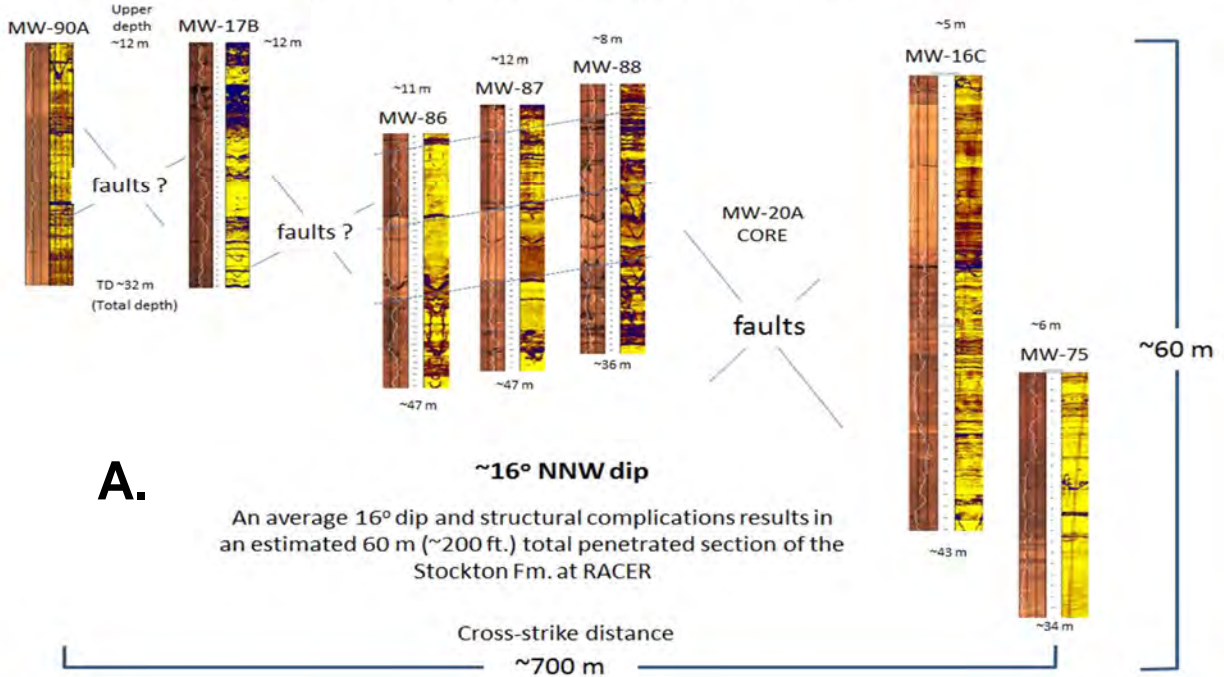 MW-90A
Upper
depth
~12 m
MW-17B
~12 m
~11 m
MW-86
~12 m
MW-87
~8 m
MW-88
~5 m
MW-16C
faults ?
faults ?
MW-20A
CORE
faults
TD ~32 m
(Total depth)
~47 m
~47 m
~36 m
~6 m
MW-75
~60 m
~43 m
~34 m
A.
~16º NNW dip
An average 16º dip and structural complications results in
an estimated 60 m (~200 ft.) total penetrated section of the
Stockton Fm. at RACER
Cross-strike distance
~700 m